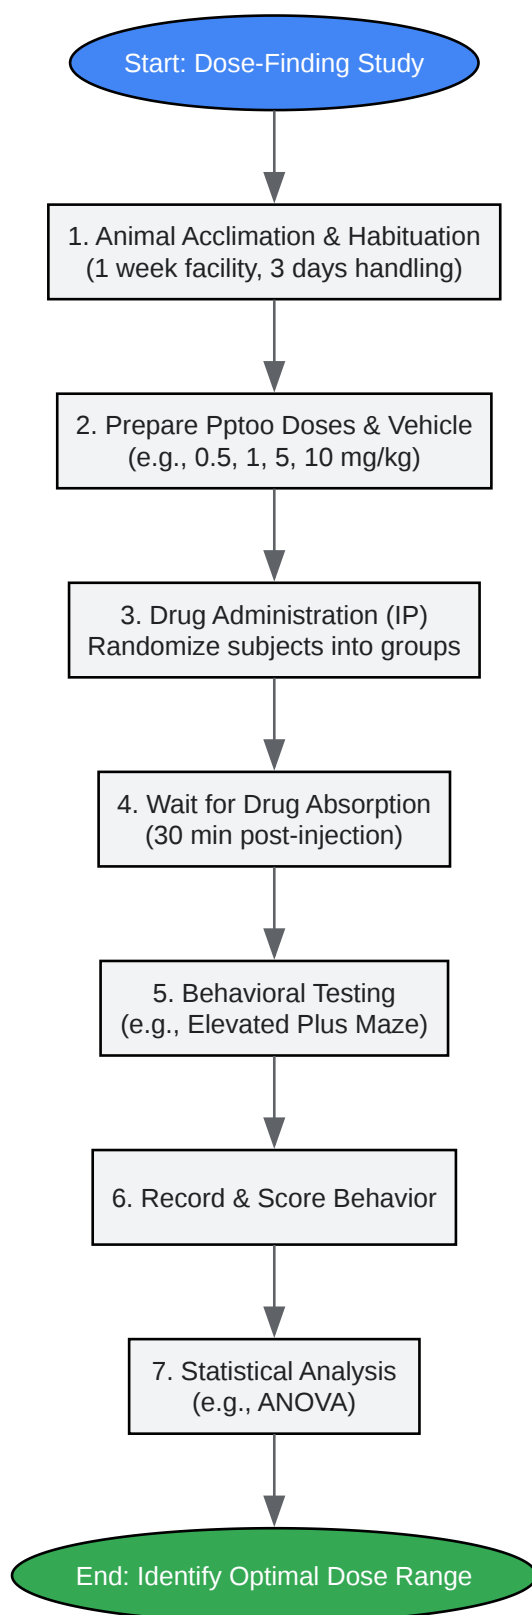 Start: Dose-Finding Study
1. Animal Acclimation & Habituation
(1 week facility, 3 days handling)
2. Prepare Pptoo Doses & Vehicle
(e.g., 0.5, 1, 5, 10 mg/kg)
3. Drug Administration (IP)
Randomize subjects into groups
4. Wait for Drug Absorption
(30 min post-injection)
5. Behavioral Testing
(e.g., Elevated Plus Maze)
6. Record & Score Behavior
7. Statistical Analysis
(e.g., ANOVA)
End: Identify Optimal Dose Range